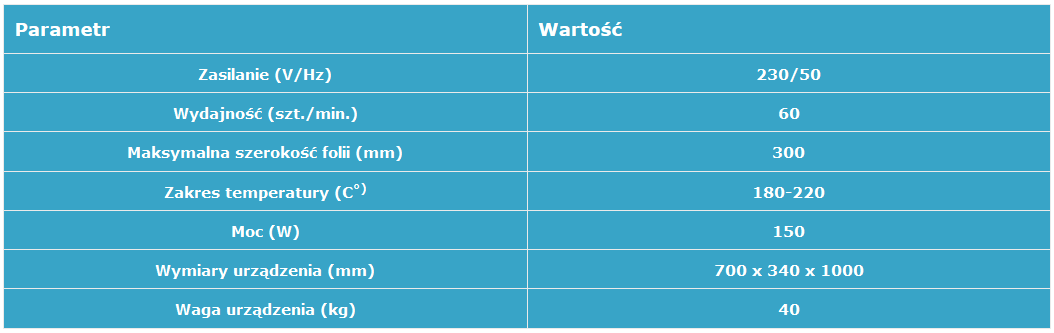 Parametr Wartość
Zasilanie (V/Hz) 230/50
Wydajność (szt./min.) 60
Maksymalna szerokość folii (mm) 300
Zakres temperatury (C°) 180-220
Moc (W) 150
Wymiary urządzenia (mm) 700 x 340 x 1000
Waga urządzenia (kg) 40